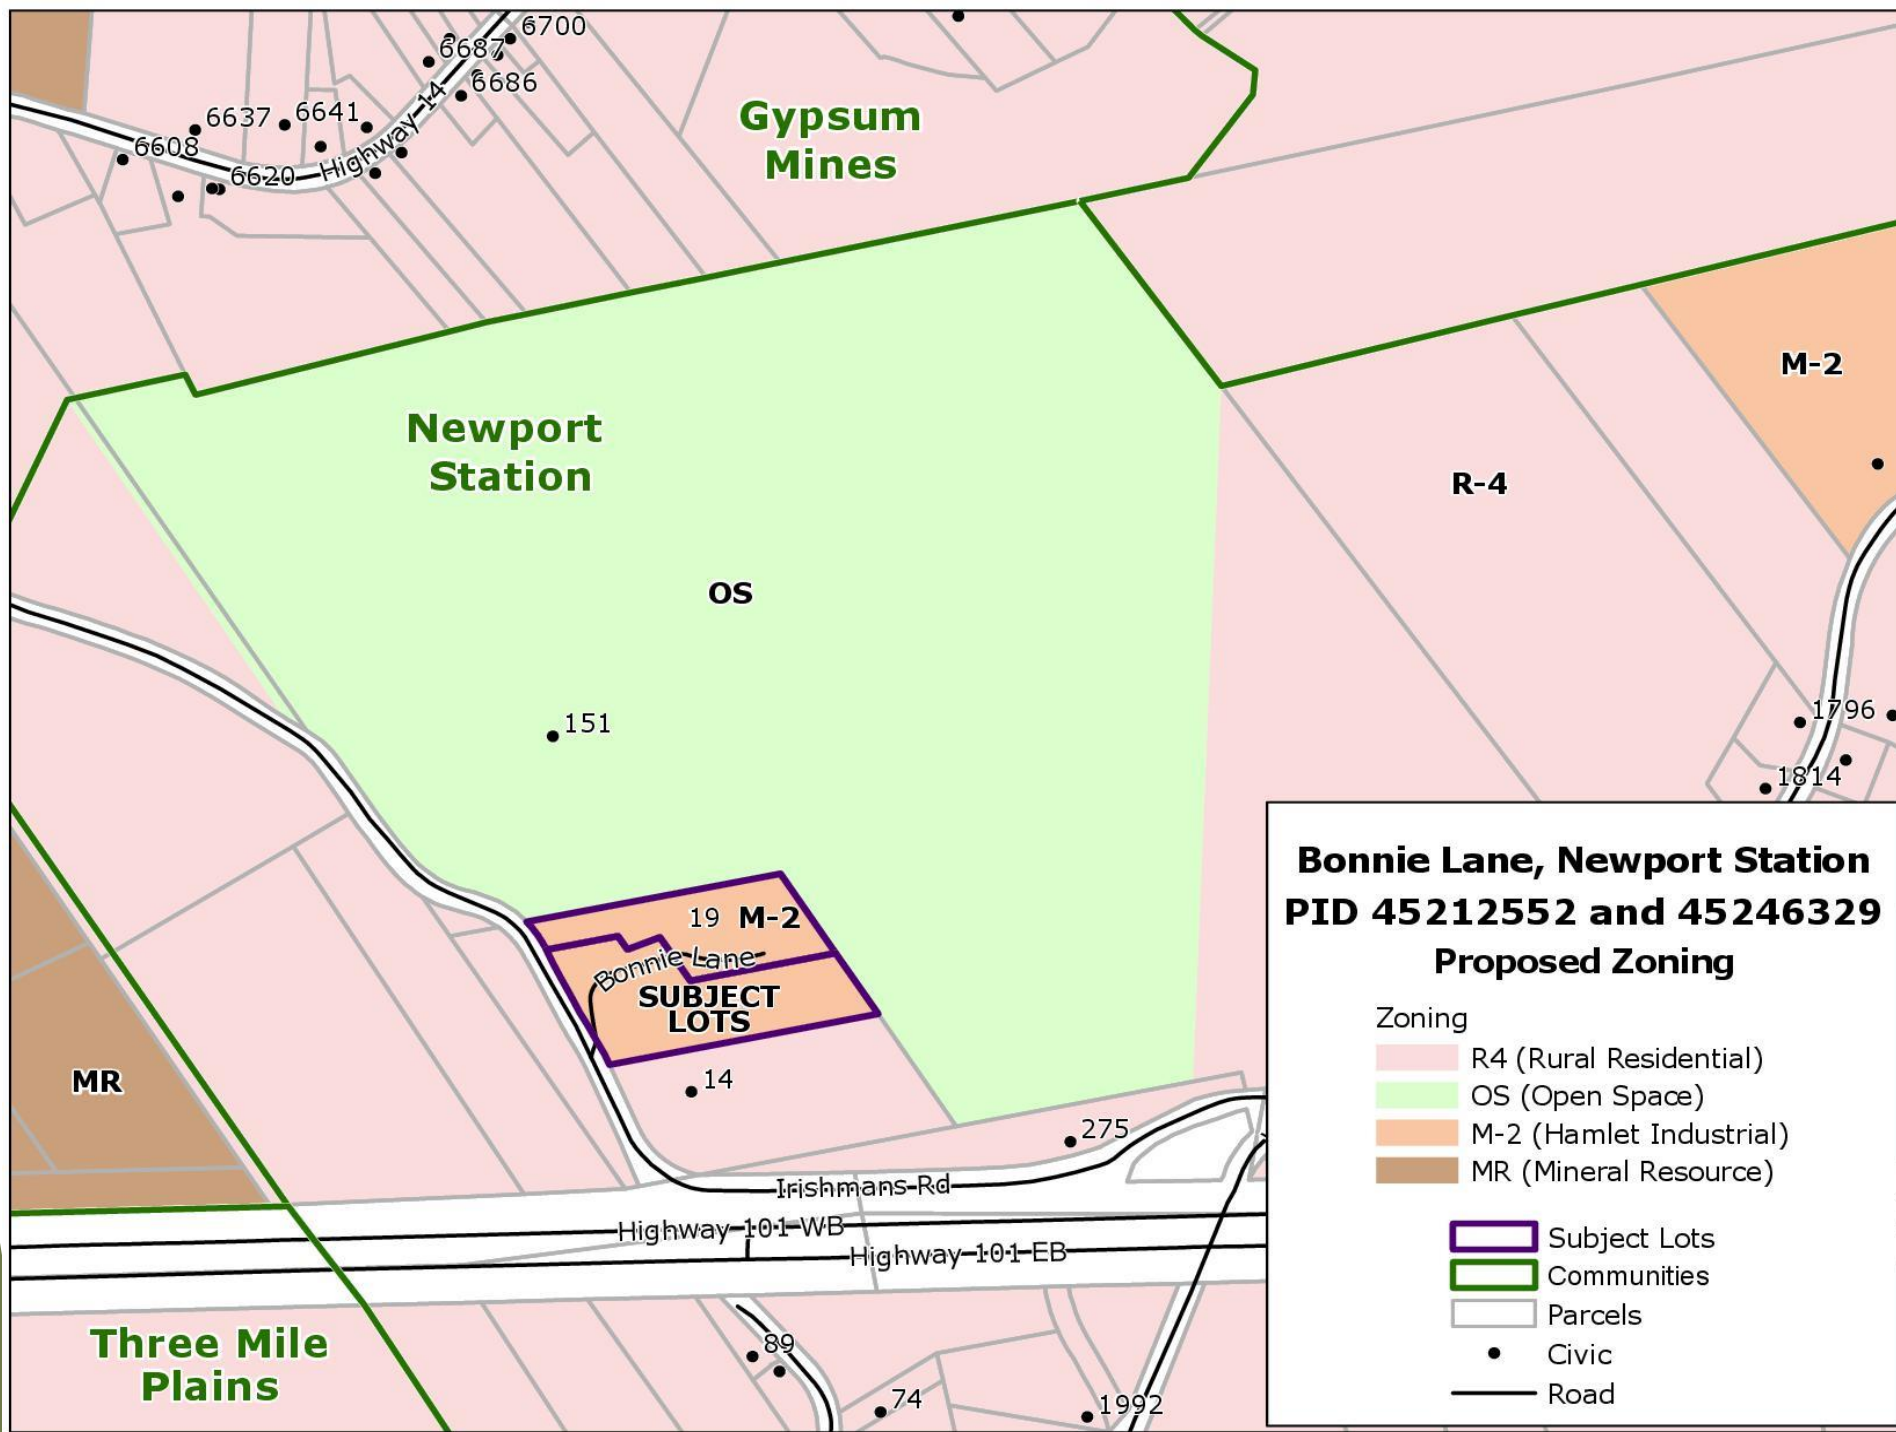 6700
6687
6686
6637
6641
Highway 14
6608
6620
Gypsum
Mines
M-2
Newport
Station
R-4
OS
151
1796
1814
19
M-2
Bonnie Lane
SUBJECT
LOTS
MR
14
275
Irishmans Rd
Highway 101 WB
Highway 101 EB
Three Mile
Plains
89
74
1992
Bonnie Lane, Newport Station
PID 45212552 and 45246329
Proposed Zoning
Zoning
R4 (Rural Residential)
OS (Open Space)
M-2 (Hamlet Industrial)
MR (Mineral Resource)
Subject Lots
Communities
Parcels
Civic
Road